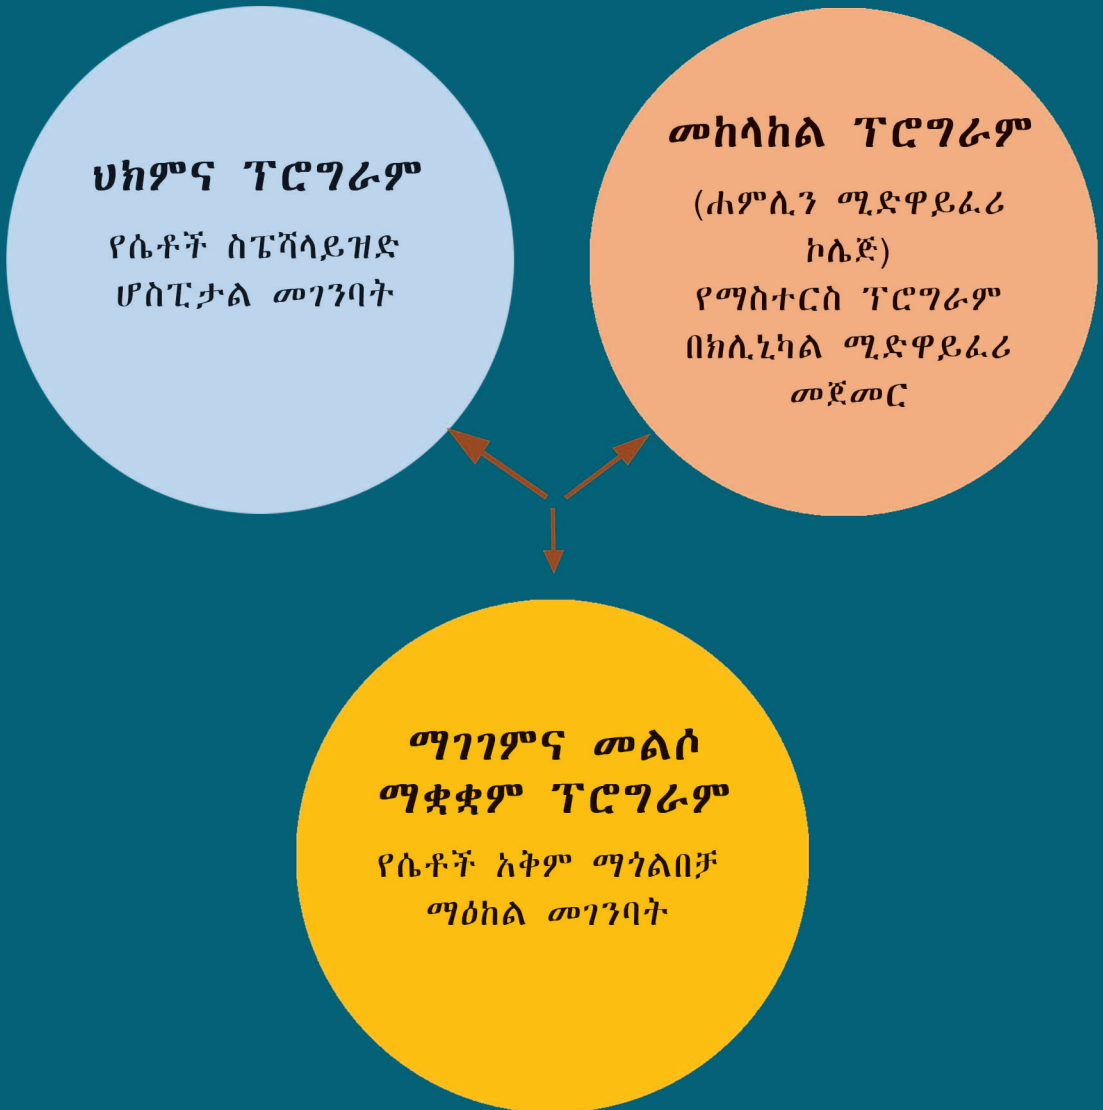 ህክምና ፕሮግራም
የሴቶች ስፔሻላይዝድ
ሆስፒታል መገንባት
መከላከል ፕሮግራም
(ሐምሊን ሚድዋይፈሪ
ኮሌጅ)
የማስተርስ ፕሮግራም
በክሊኒካል ሚድዋይፈሪ
መጀመር
ማገገምና መልሶ
ማቋቋም ፕሮግራም
የሴቶች አቅም ማጎልበቻ
ማዕከል መገንባት